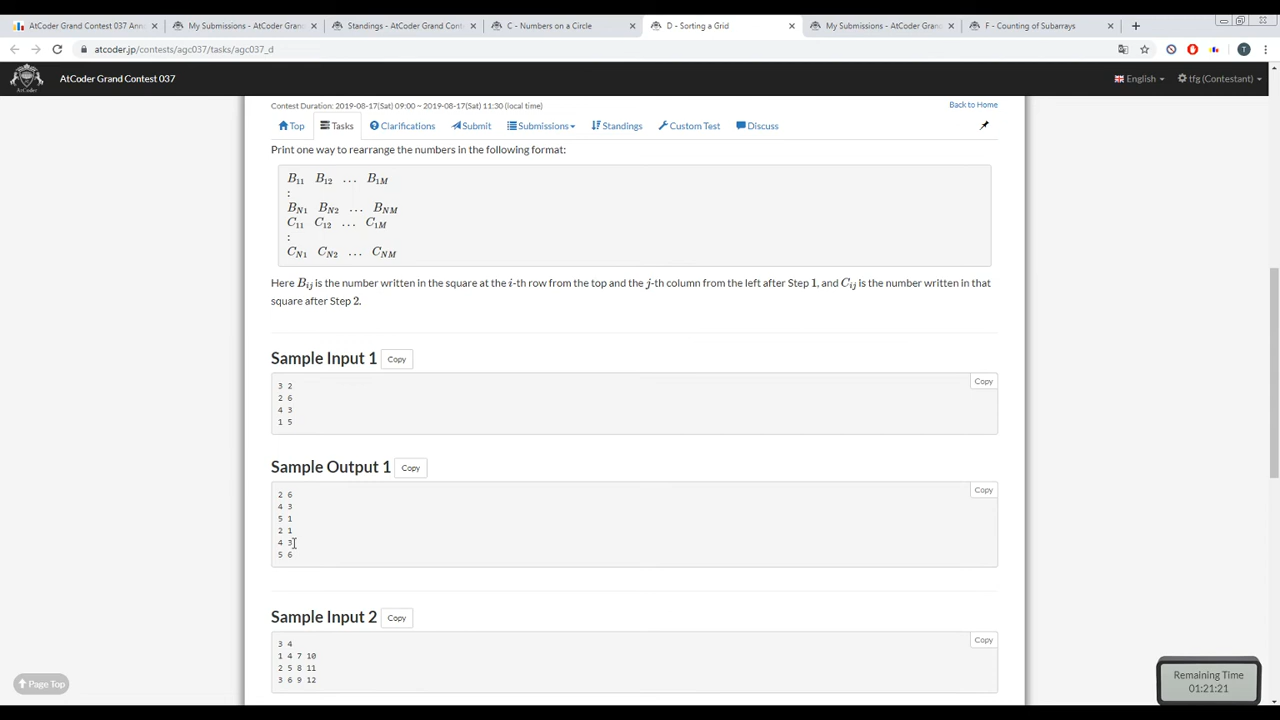 AtCoder Grand Contest 037 Ann
My Submissions - AtCoder Gran
Standings - AtCoder Grand Cont
C - Numbers on a Circle
D - Sorting a Grid
My Submissions - AtCoder Gran
F - Counting of Subarrays
atcoder.jp/contests/agc037/tasks/agc037_d
T
AtCoder Grand Contest 037
English
tfg (Contestant)
Contest Duration: 2019-08-17(Sat) 09:00 ~ 2019-08-17(Sat) 11:30 (local time)
Back to Home
Top
Tasks
Clarifications
Submit
Submissions
Standings
Custom Test
Discuss
Print one way to rearrange the numbers in the following format:
B11 B12 ... B1M
:
BN1 BN2 ... BNM
C11 C12 ... C1M
:
CN1 CN2 ... CNM
Here Bij is the number written in the square at the i-th row from the top and the j-th column from the left after Step 1, and Cij is the number written in that
square after Step 2.
Sample Input 1
Copy
Copy
3 2
2 6
4 3
1 5
Sample Output 1
Copy
Copy
2 6
4 3
5 1
2 1
4 3
5 6
Sample Input 2
Copy
Copy
3 4
1 4 7 10
2 5 8 11
3 6 9 12
Page Top
Remaining Time
01:21:21